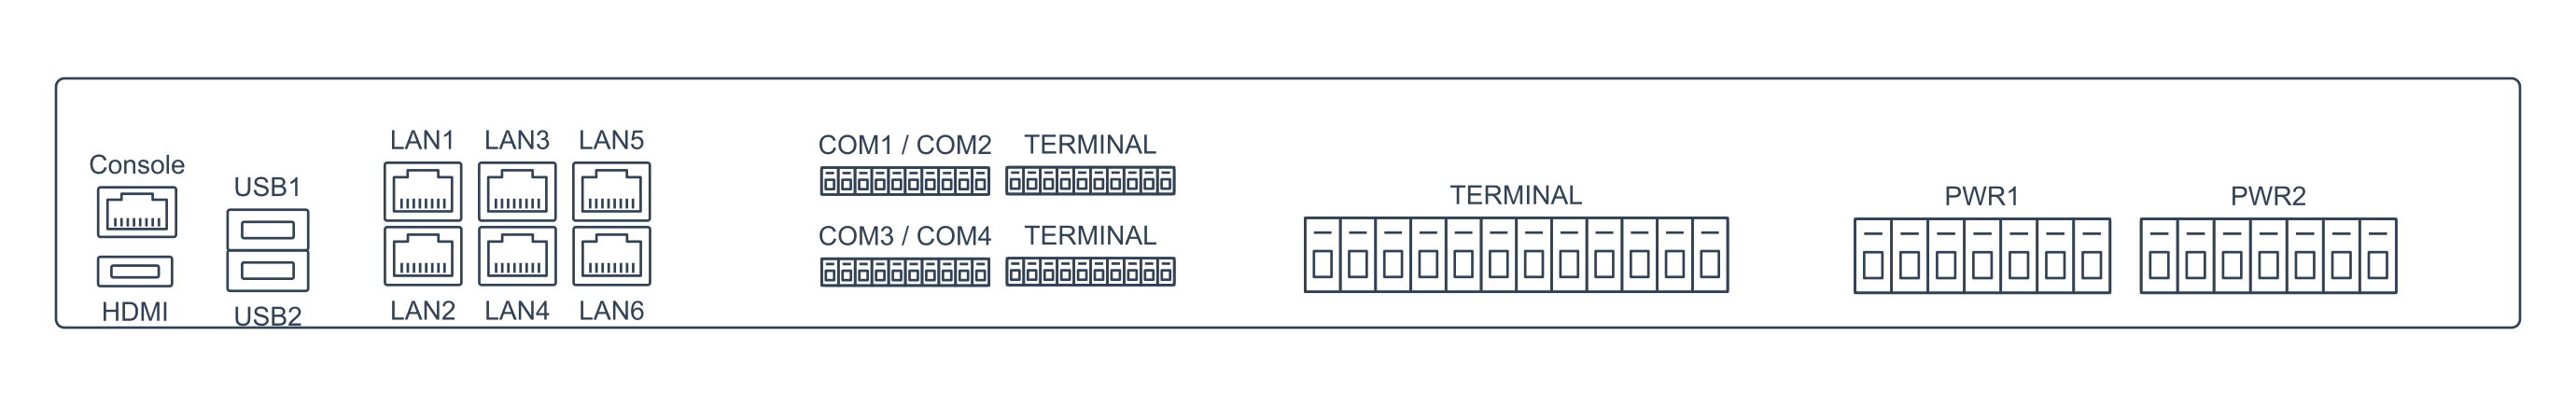 Console
HDMI
USB1
USB2
LAN1
LAN3
LAN5
LAN2
LAN4
LAN6
COM1 / COM2
TERMINAL
COM3 / COM4
TERMINAL
TERMINAL
PWR1
PWR2